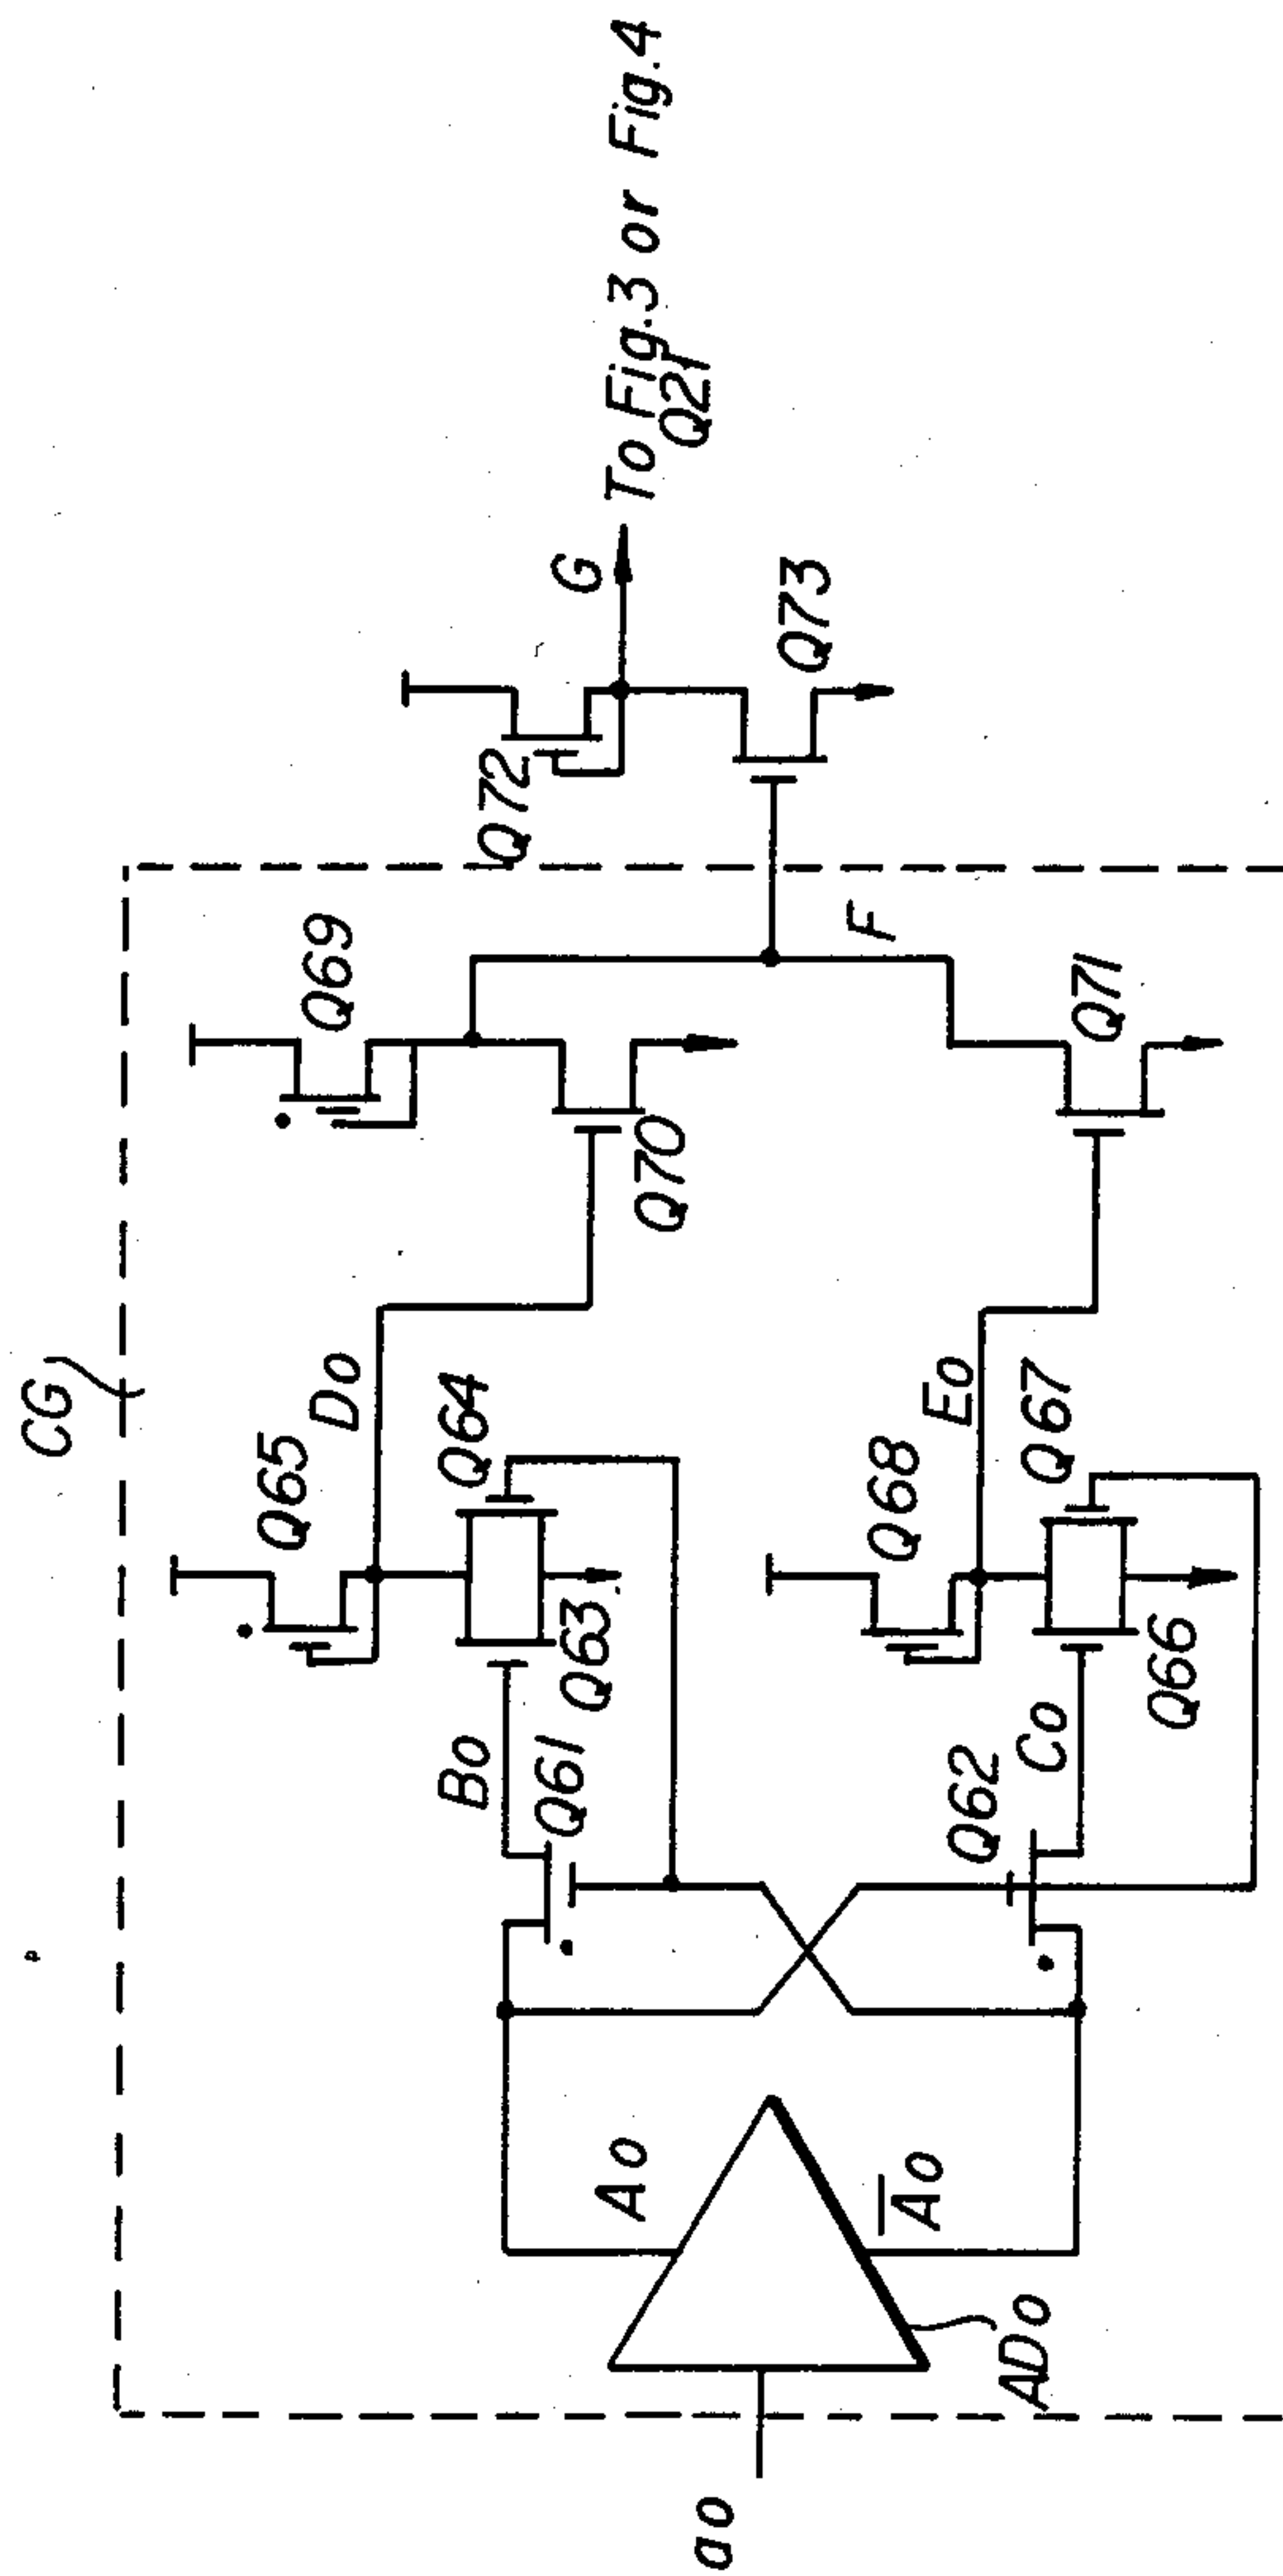 CG
Q65
Do
Q64
Q63
Bo
Q61
Q69
Q70
Q72
G
To Fig.3 or Fig.4
Q21
Q73
F
Q71
Eo
Q68
Q67
Q66
Co
Q62
Ao
A̅o
ADo
ao